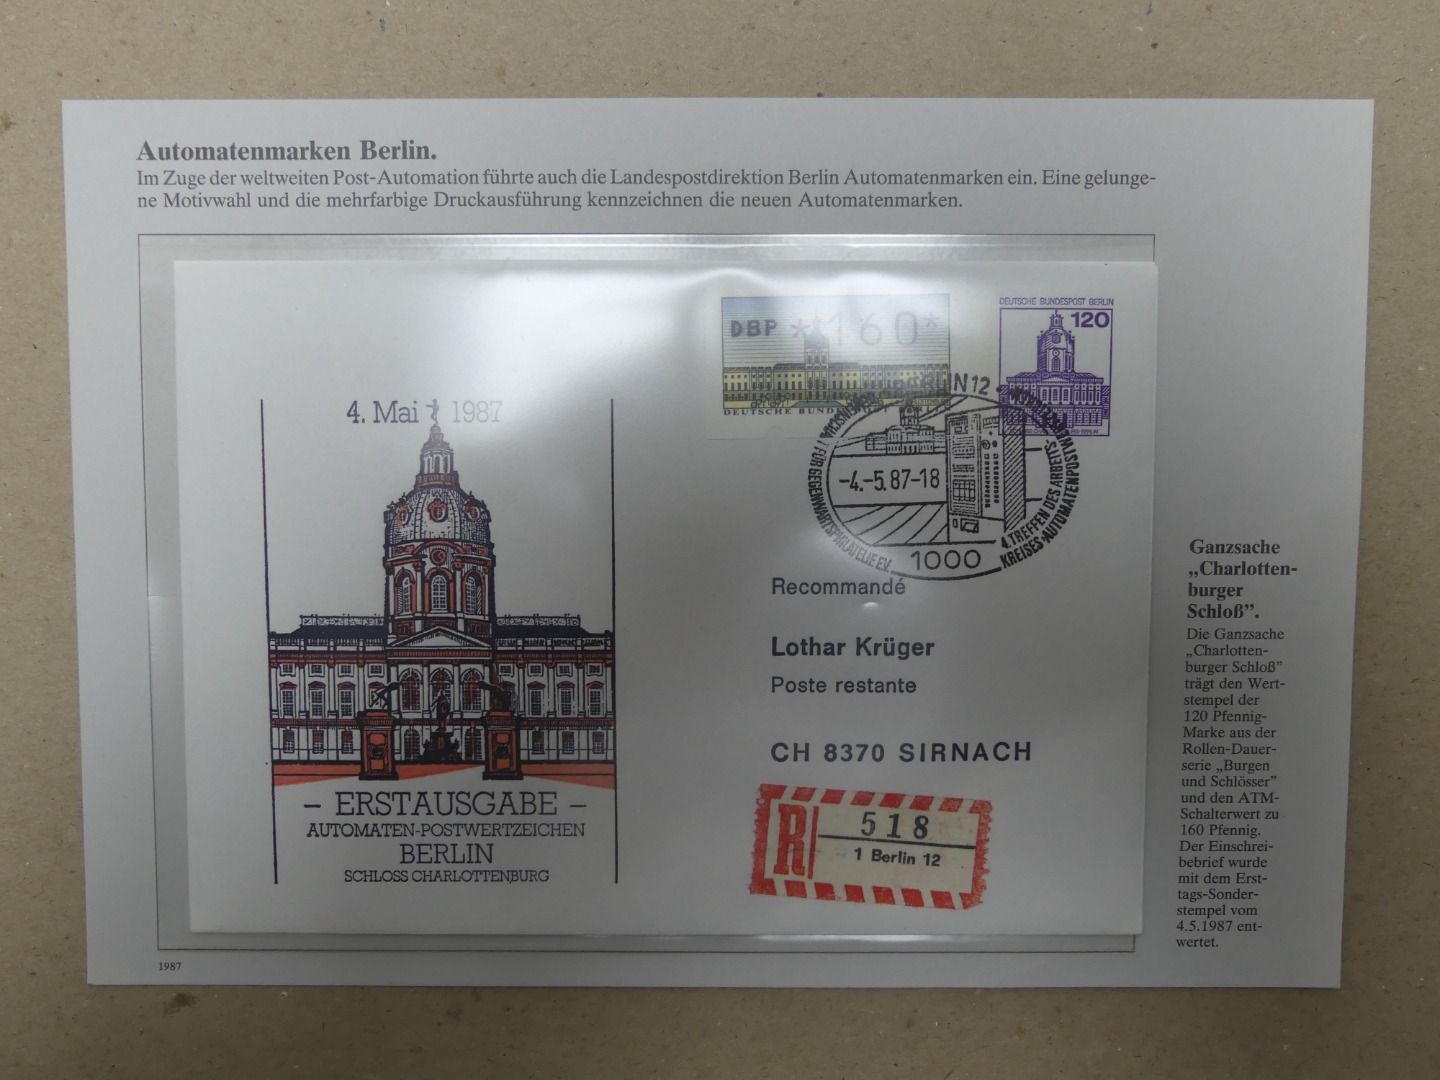 Automatenmarken Berlin.
Im Zuge der weltweiten Post-Automation führte auch die Landespostdirektion Berlin Automatenmarken ein. Eine gelunge-
ne Motivwahl und die mehrfarbige Druckausführung kennzeichnen die neuen Automatenmarken.
4. Mai 1987
– ERSTAUSGABE –
AUTOMATEN-POSTWERTZEICHEN
BERLIN
SCHLOSS CHARLOTTENBURG
DBP *160*
DEUTSCHE
DEUTSCHE BUNDESPOST BERLIN
120
BERLIN 12
FÜR GEGENWARTSPHILATELIE E.V.
4. TREFFEN DES ARBEITS-
KREISES-AUTOMATENPOSTWERTZEICHEN
-4.-5.87-18
1000
Recommandé
Lothar Krüger
Poste restante
CH 8370 SIRNACH
R
518
1 Berlin 12
Ganzsache
„Charlotten-
burger
Schloß”.
Die Ganzsache
„Charlotten-
burger Schloß”
trägt den Wert-
stempel der
120 Pfennig-
Marke aus der
Rollen-Dauer-
serie „Burgen
und Schlösser”
und den ATM-
Schalterwert zu
160 Pfennig.
Der Einschrei-
bebrief wurde
mit dem Erst-
tags-Sonder-
stempel vom
4.5.1987 ent-
wertet.
1987